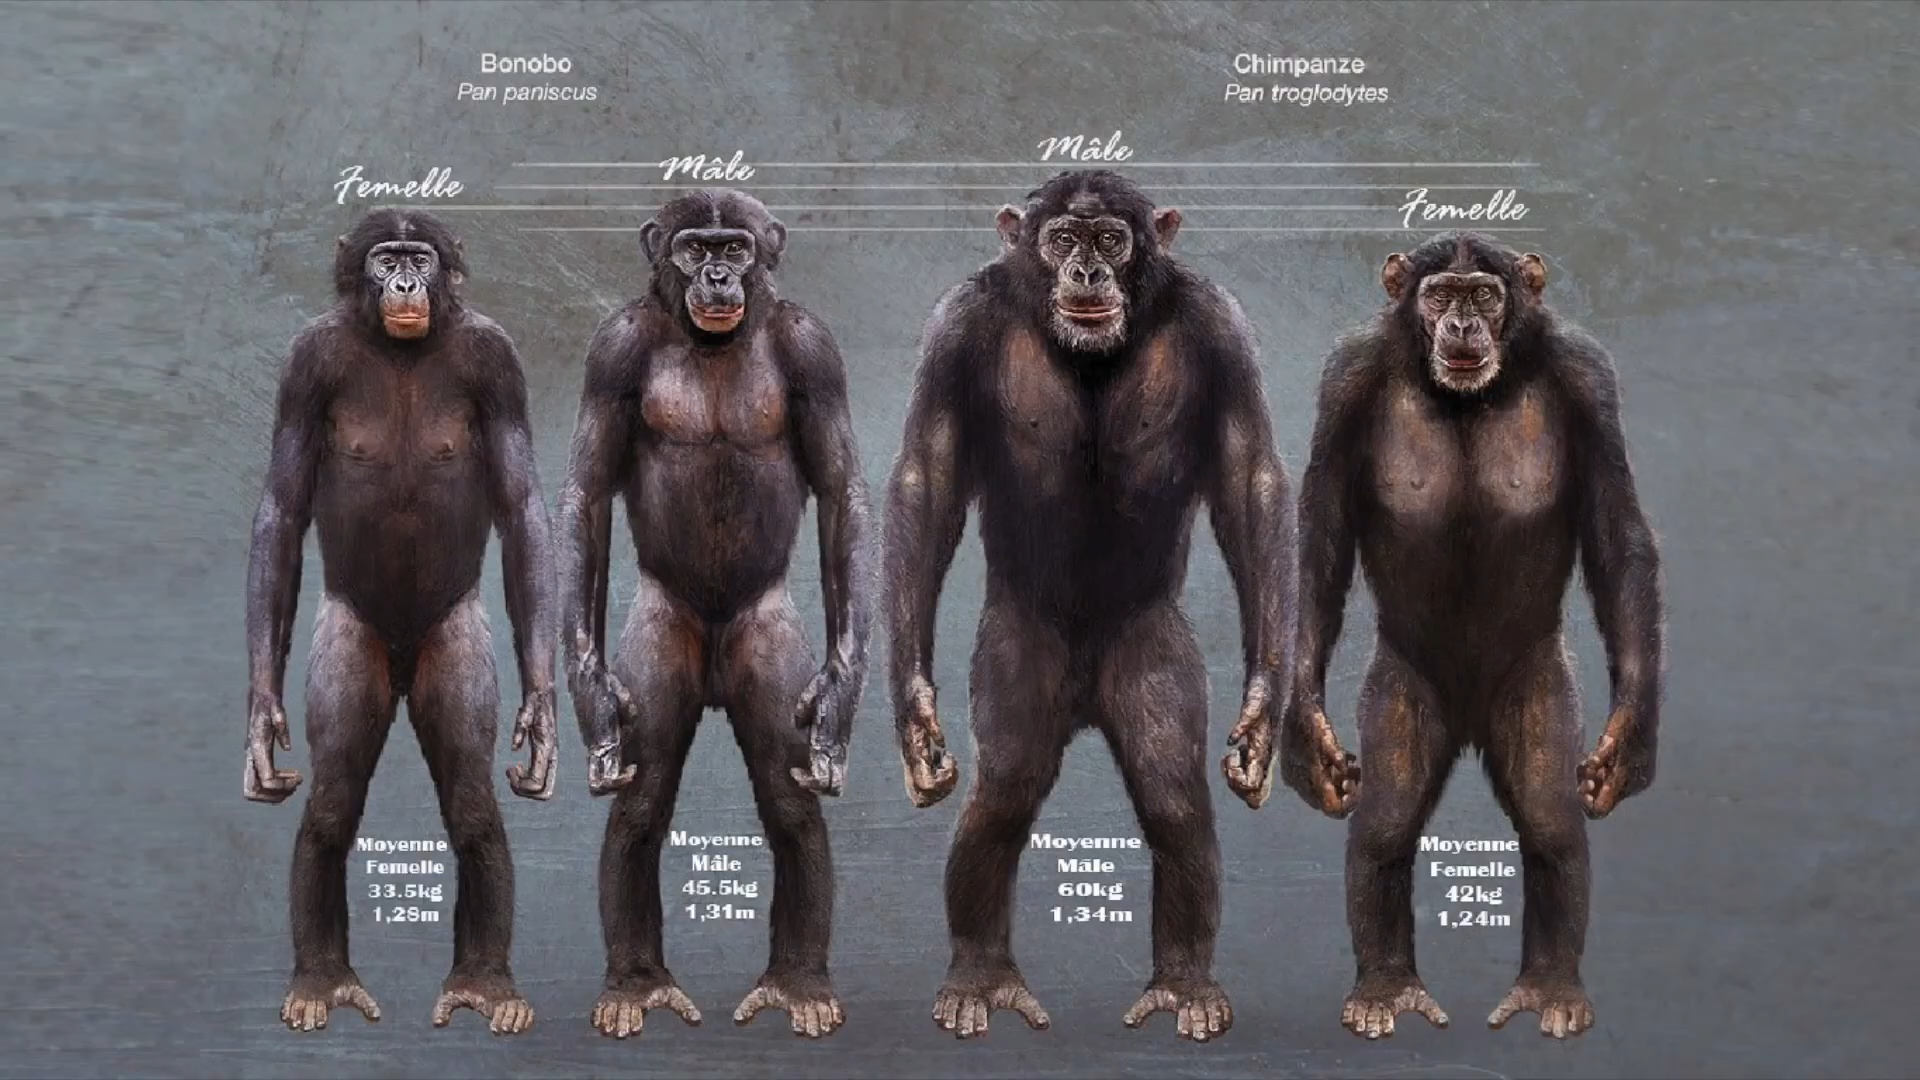 Bonobo
Pan paniscus
Chimpanze
Pan troglodytes
Femelle
Mâle
Mâle
Femelle
Moyenne
Femelle
33.5kg
1,28m
Moyenne
Mâle
45.5kg
1,31m
Moyenne
Mâle
60kg
1,34m
Moyenne
Femelle
42kg
1,24m